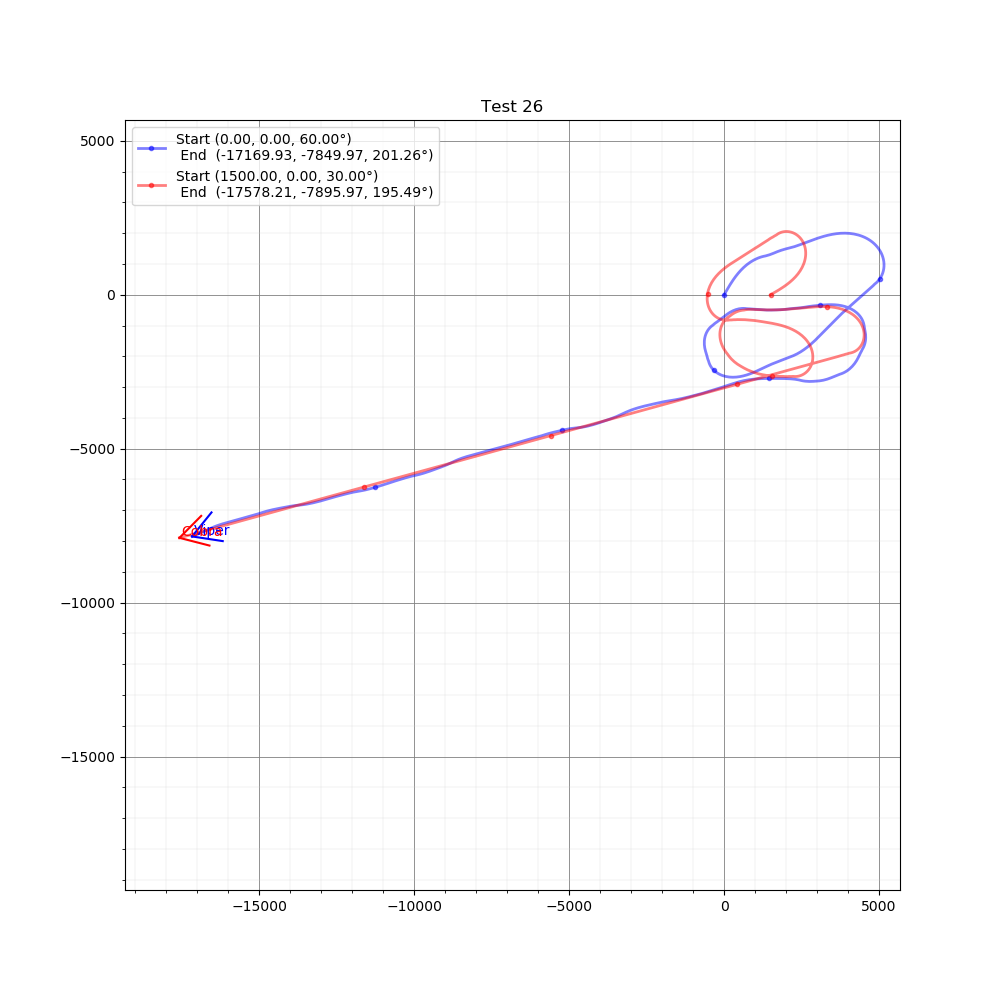 Test 26
Start (0.00, 0.00, 60.00°)
End (-17169.93, -7849.97, 201.26°)
Start (1500.00, 0.00, 30.00°)
End (-17578.21, -7895.97, 195.49°)
5000
0
−5000
−10000
−15000
−15000
−10000
−5000
0
5000